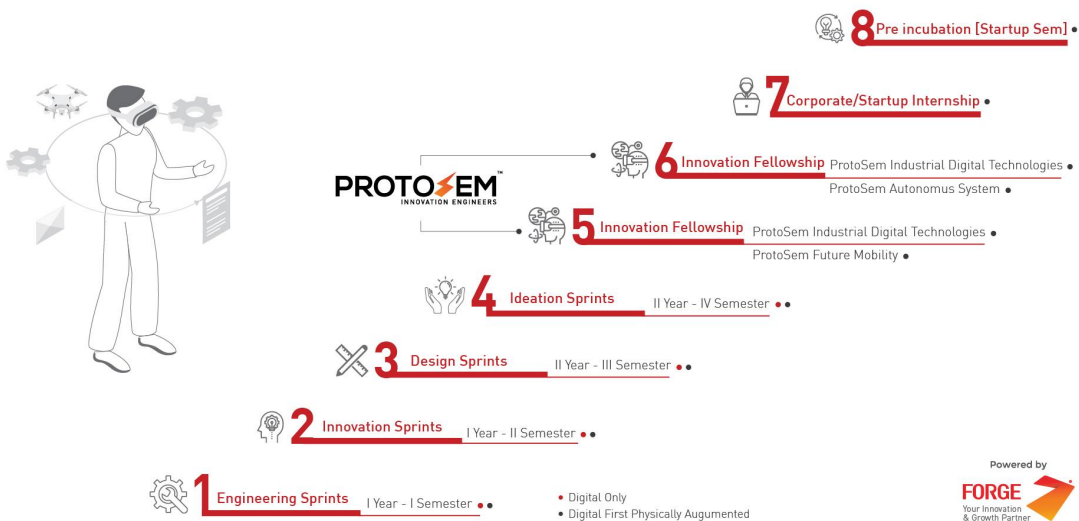 8 Pre incubation [Startup Sem]
7 Corporate/Startup Internship
6 Innovation Fellowship ProtoSem Industrial Digital Technologies
ProtoSem Autonomus System
PROTOSEM™
INNOVATION ENGINEERS
5 Innovation Fellowship ProtoSem Industrial Digital Technologies
ProtoSem Future Mobility
4 Ideation Sprints II Year - IV Semester
3 Design Sprints II Year - III Semester
2 Innovation Sprints I Year - II Semester
1 Engineering Sprints I Year - I Semester
• Digital Only
• Digital First Physically Augumented
Powered by
FORGE
Your Innovation
& Growth Partner